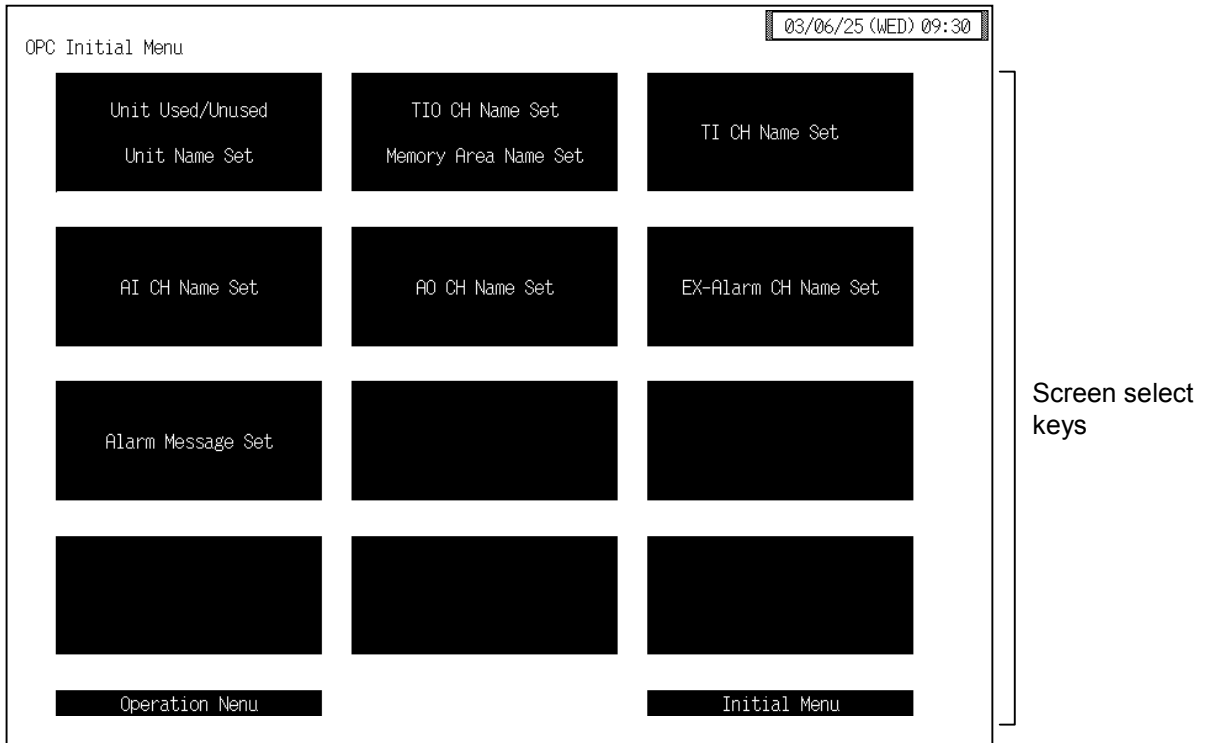 03/06/25(WED) 09:30
OPC Initial Menu
Unit Used/Unused
Unit Name Set
TIO CH Name Set
Memory Area Name Set
TI CH Name Set
AI CH Name Set
AO CH Name Set
EX-Alarm CH Name Set
Alarm Message Set
Screen select
keys
Operation Nenu
Initial Menu